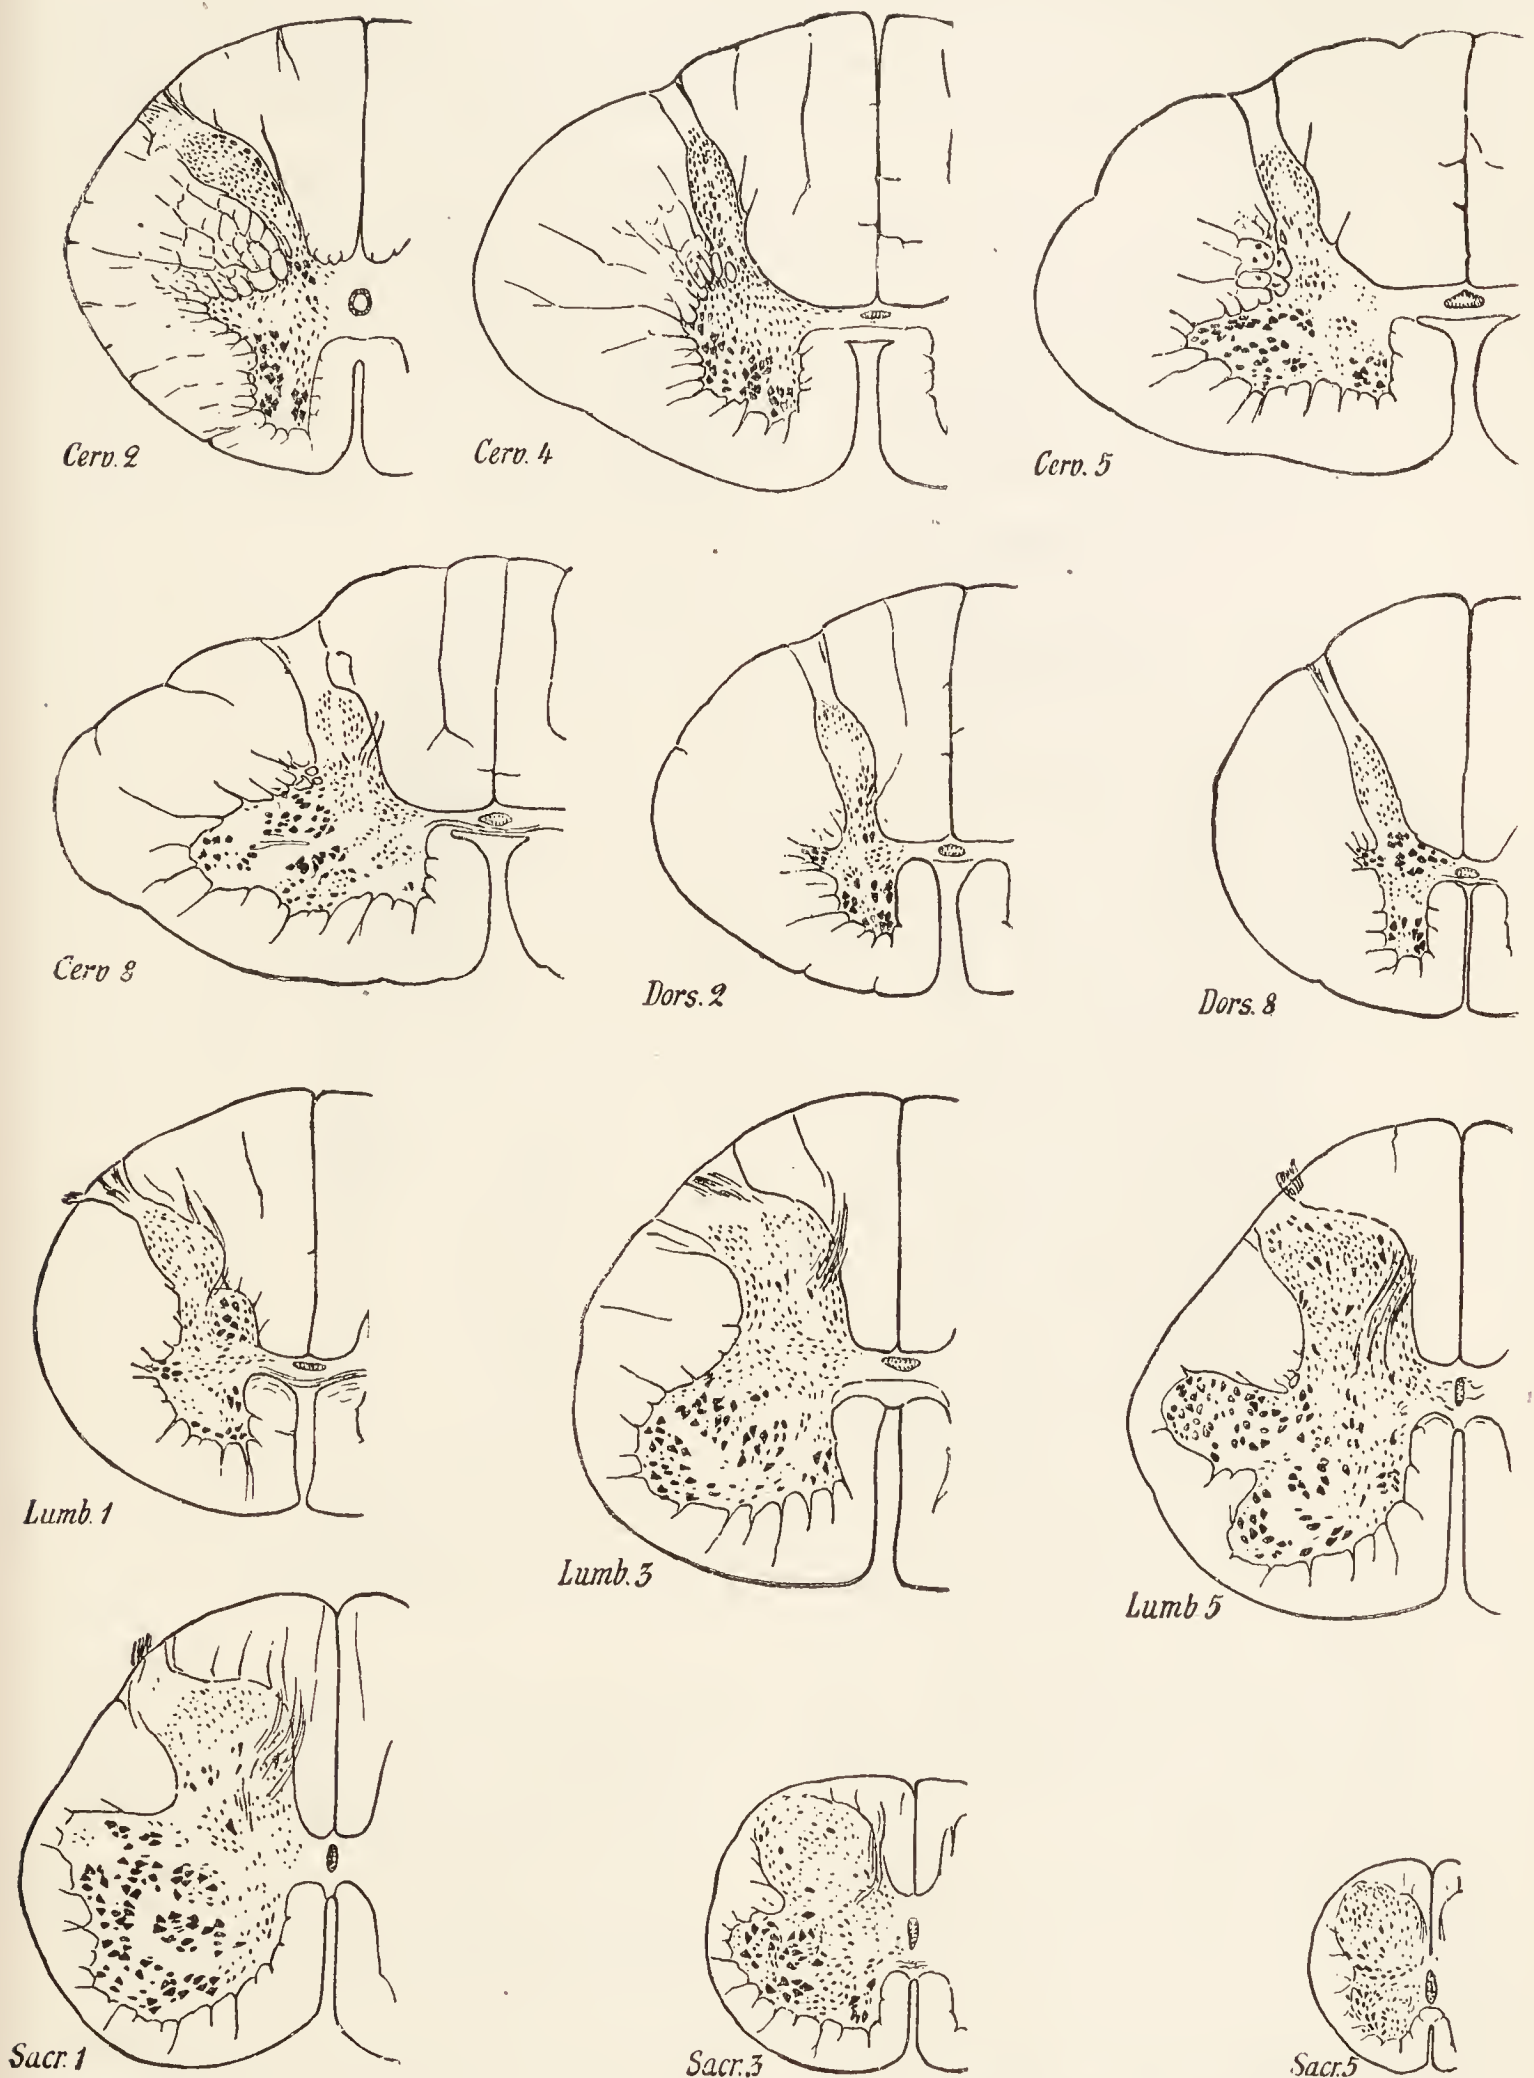 Cerv. 2
Cerv. 4
Cerv. 5
Cerv 8
Dors. 2
Dors. 8
Lumb. 1
Lumb. 3
Lumb 5
Sacr. 1
Sacr. 3
Sacr. 5